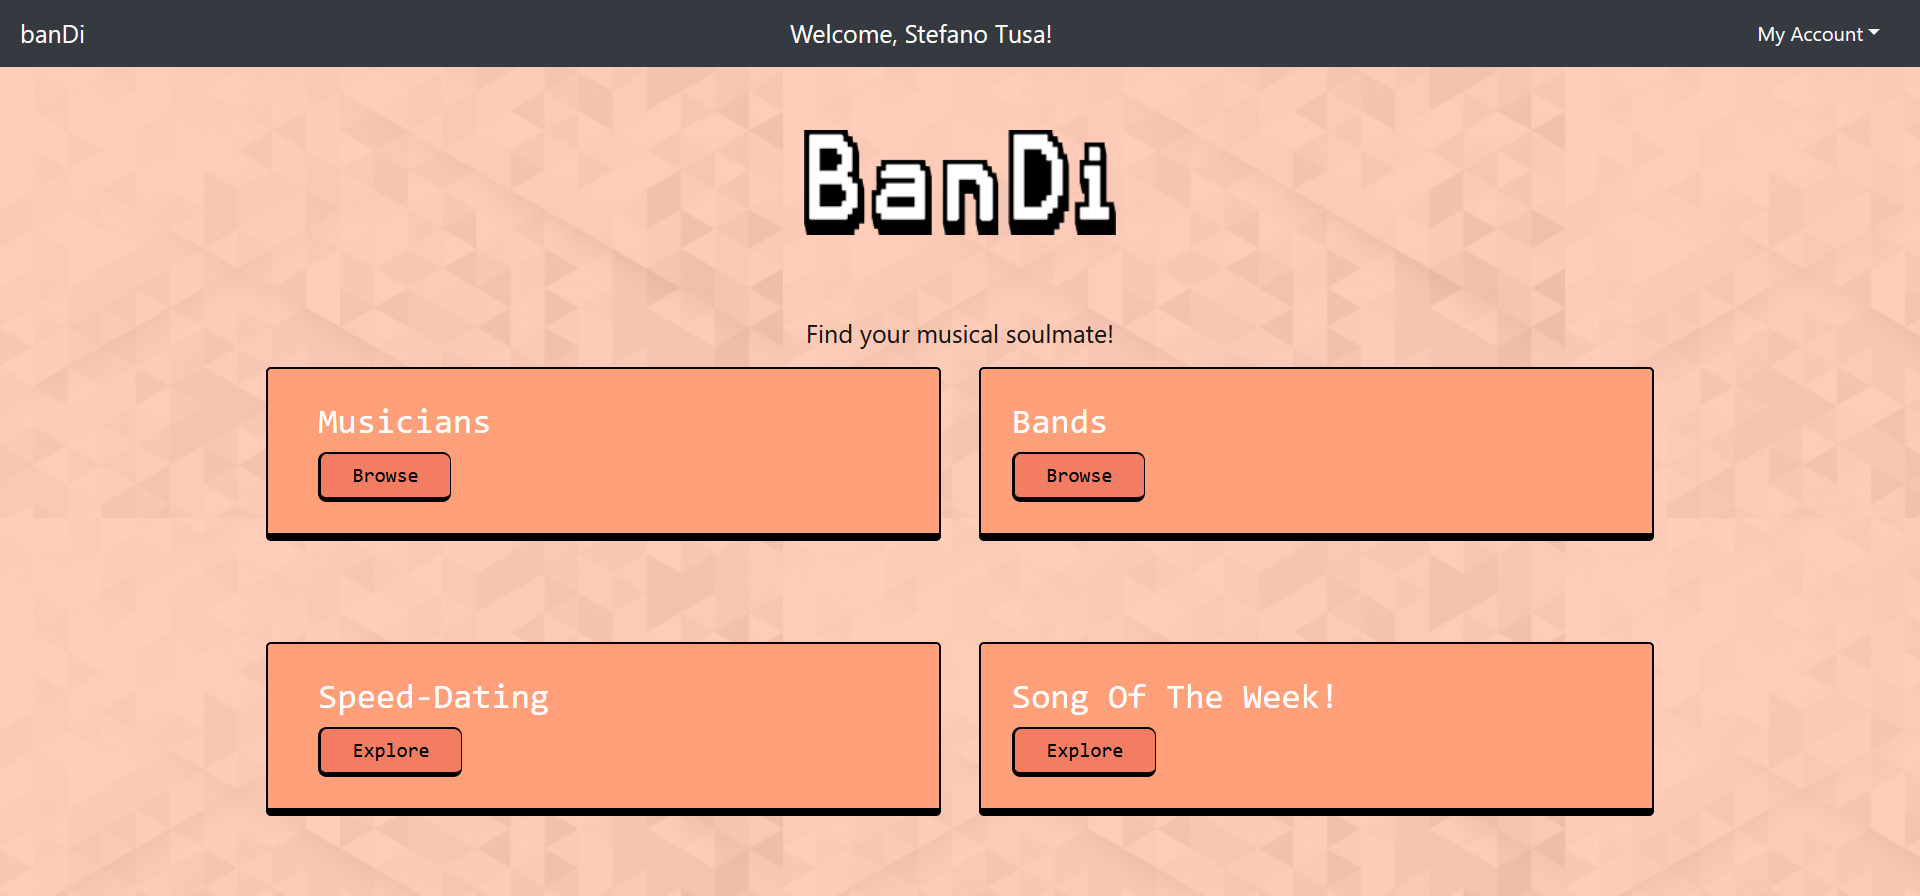 banDi
Welcome, Stefano Tusa!
My Account
BanDi
Find your musical soulmate!
Musicians
Browse
Bands
Browse
Speed-Dating
Explore
Song Of The Week!
Explore